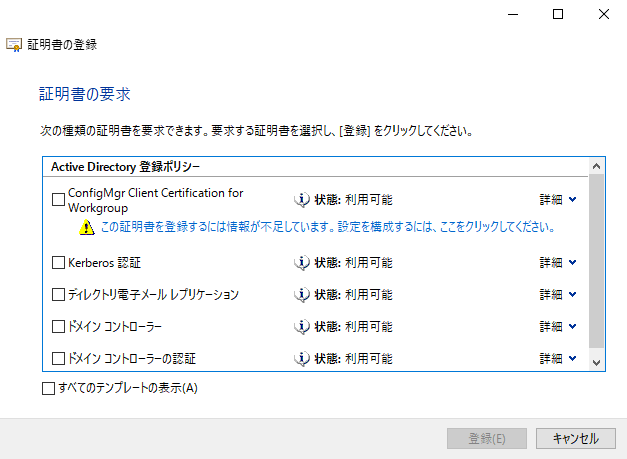 証明書の登録
証明書の要求
次の種類の証明書を要求できます。要求する証明書を選択し、[登録] をクリックしてください。
Active Directory 登録ポリシー
ConfigMgr Client Certification for
Workgroup
状態: 利用可能
詳細
この証明書を登録するには情報が不足しています。設定を構成するには、ここをクリックしてください。
Kerberos 認証
状態: 利用可能
詳細
ディレクトリ電子メール レプリケーション
状態: 利用可能
詳細
ドメイン コントローラー
状態: 利用可能
詳細
ドメイン コントローラーの認証
状態: 利用可能
詳細
すべてのテンプレートの表示(A)
登録(E)
キャンセル